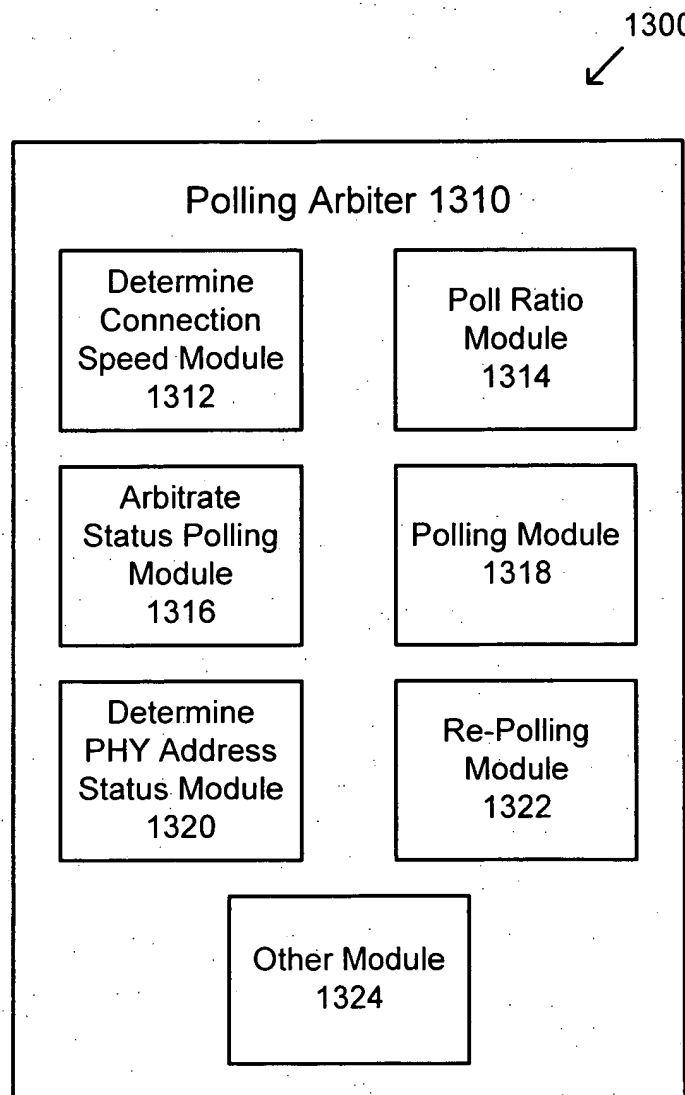 1300
Polling Arbiter 1310
Determine
Connection
Speed Module
1312
Poll Ratio
Module
1314
Arbitrate
Status Polling
Module
1316
Polling Module
1318
Determine
PHY Address
Status Module
1320
Re-Polling
Module
1322
Other Module
1324